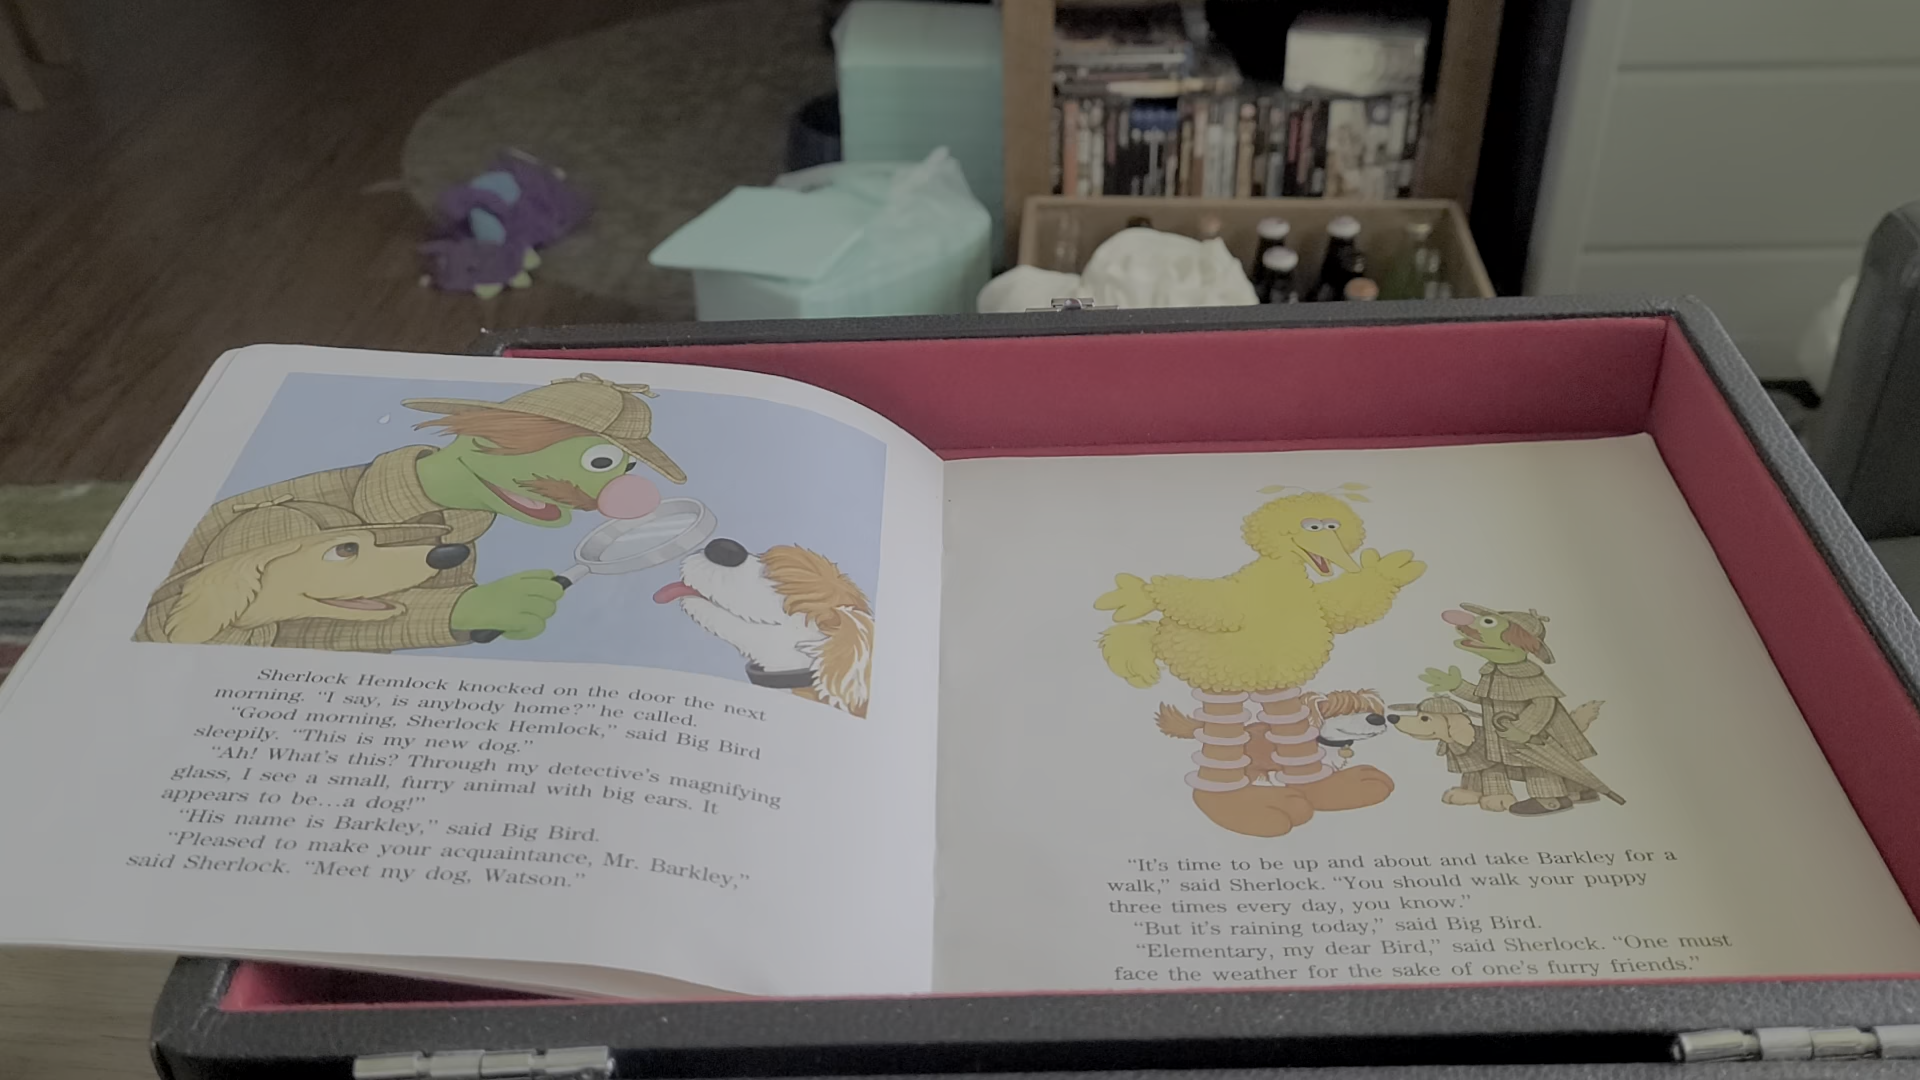 Sherlock Hemlock knocked on the door the next
morning. "I say, is anybody home?" he called.
"Good morning, Sherlock Hemlock," said Big Bird
sleepily. "This is my new dog."
"Ah! What's this? Through my detective's magnifying
glass, I see a small, furry animal with big ears. It
appears to be...a dog!"
"His name is Barkley," said Big Bird.
"Pleased to make your acquaintance, Mr. Barkley,"
said Sherlock. "Meet my dog, Watson."
"It's time to be up and about and take Barkley for a
walk," said Sherlock. "You should walk your puppy
three times every day, you know."
"But it's raining today," said Big Bird.
"Elementary, my dear Bird," said Sherlock. "One must
face the weather for the sake of one's furry friends."